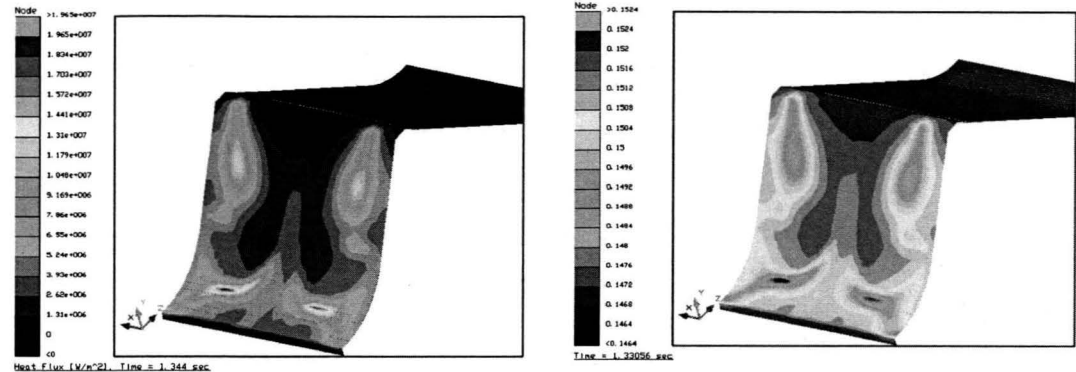 Node
>1.965e+007
1.965e+007
1.834e+007
1.703e+007
1.572e+007
1.441e+007
1.31e+007
1.179e+007
1.048e+007
9.169e+006
7.86e+006
6.55e+006
5.24e+006
3.93e+006
2.62e+006
1.31e+006
0
<0
X
Y
Z
Heat Flux [W/m^2]. Time = 1.344 sec
Node
>0.1524
0.1524
0.152
0.1516
0.1512
0.1508
0.1504
0.15
0.1496
0.1492
0.1488
0.1484
0.148
0.1476
0.1472
0.1468
0.1464
<0.1464
X
Y
Z
Time = 1.33056 sec